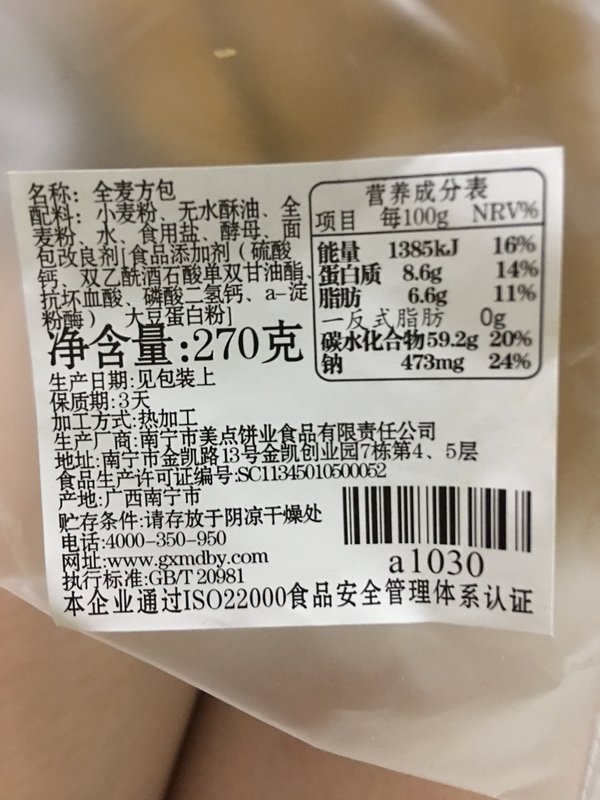 名称：全麦方包
配料：小麦粉、无水酥油、全
麦粉、水、食用盐、酵母、面
包改良剂[食品添加剂（硫酸
钙、双乙酰酒石酸单双甘油酯、
抗坏血酸、磷酸二氢钙、a-淀
粉酶）、大豆蛋白粉]
净含量:270克
生产日期:见包装上
保质期:3天
加工方式:热加工
生产厂商:南宁市美点饼业食品有限责任公司
地址:南宁市金凯路13号金凯创业园7栋第4、5层
食品生产许可证编号:SC11345010500052
产地:广西南宁市
贮存条件:请存放于阴凉干燥处
电话:4000-350-950
网址:www.gxmdby.com
执行标准:GB/T 20981
本企业通过ISO22000食品安全管理体系认证
营养成分表
项目 每100g NRV%
能量 1385kJ 16%
蛋白质 8.6g 14%
脂肪 6.6g 11%
一反式脂肪 0g
碳水化合物59.2g 20%
钠 473mg 24%
a1030